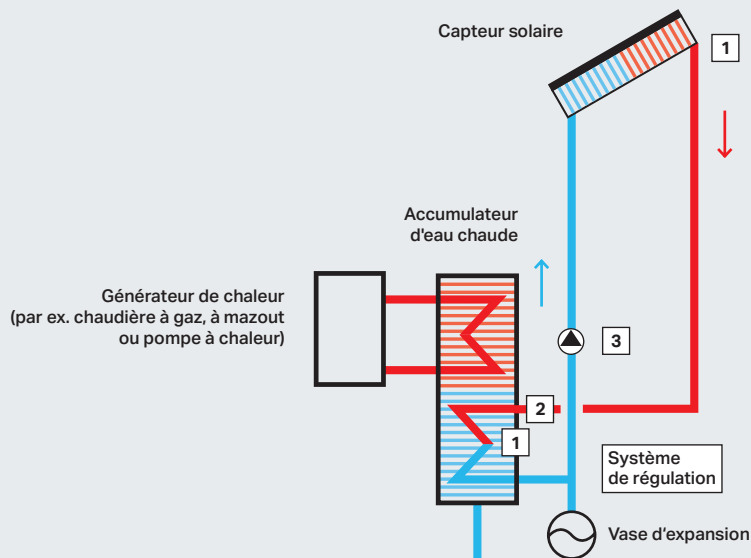 Capteur solaire
1
Accumulateur
d'eau chaude
Générateur de chaleur
(par ex. chaudière à gaz, à mazout
ou pompe à chaleur)
3
2
1
Système
de régulation
Vase d'expansion